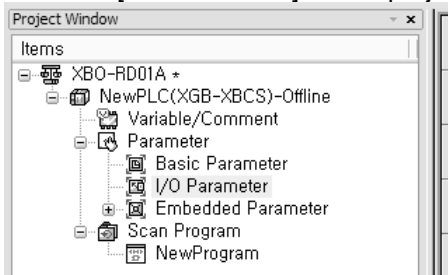 Project Window
Items
XBO-RD01A *
NewPLC(XGB-XBCS)-Offline
Variable/Comment
Parameter
Basic Parameter
I/O Parameter
Embedded Parameter
Scan Program
NewProgram